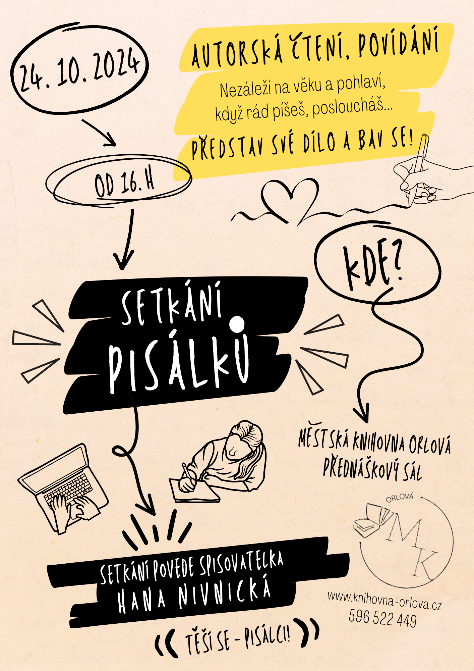 24. 10. 2024
AUTORSKÁ ČTENÍ, POVÍDÁNÍ
Nezáleží na věku a pohlaví,
když rád píšeš, posloucháš...
PŘEDSTAV SVÉ DÍLO A BAV SE!
OD 16. H
KDE?
SETKÁNÍ
PISÁLKŮ
MĚSTSKÁ KNIHOVNA ORLOVÁ
PŘEDNÁŠKOVÝ SÁL
ORLOVÁ
MK
SETKÁNÍ POVEDE SPISOVATELKA
HANA NIVNICKÁ
www.knihovna-orlova.cz
596 522 449
TĚŠÍ SE - PISÁLCI!